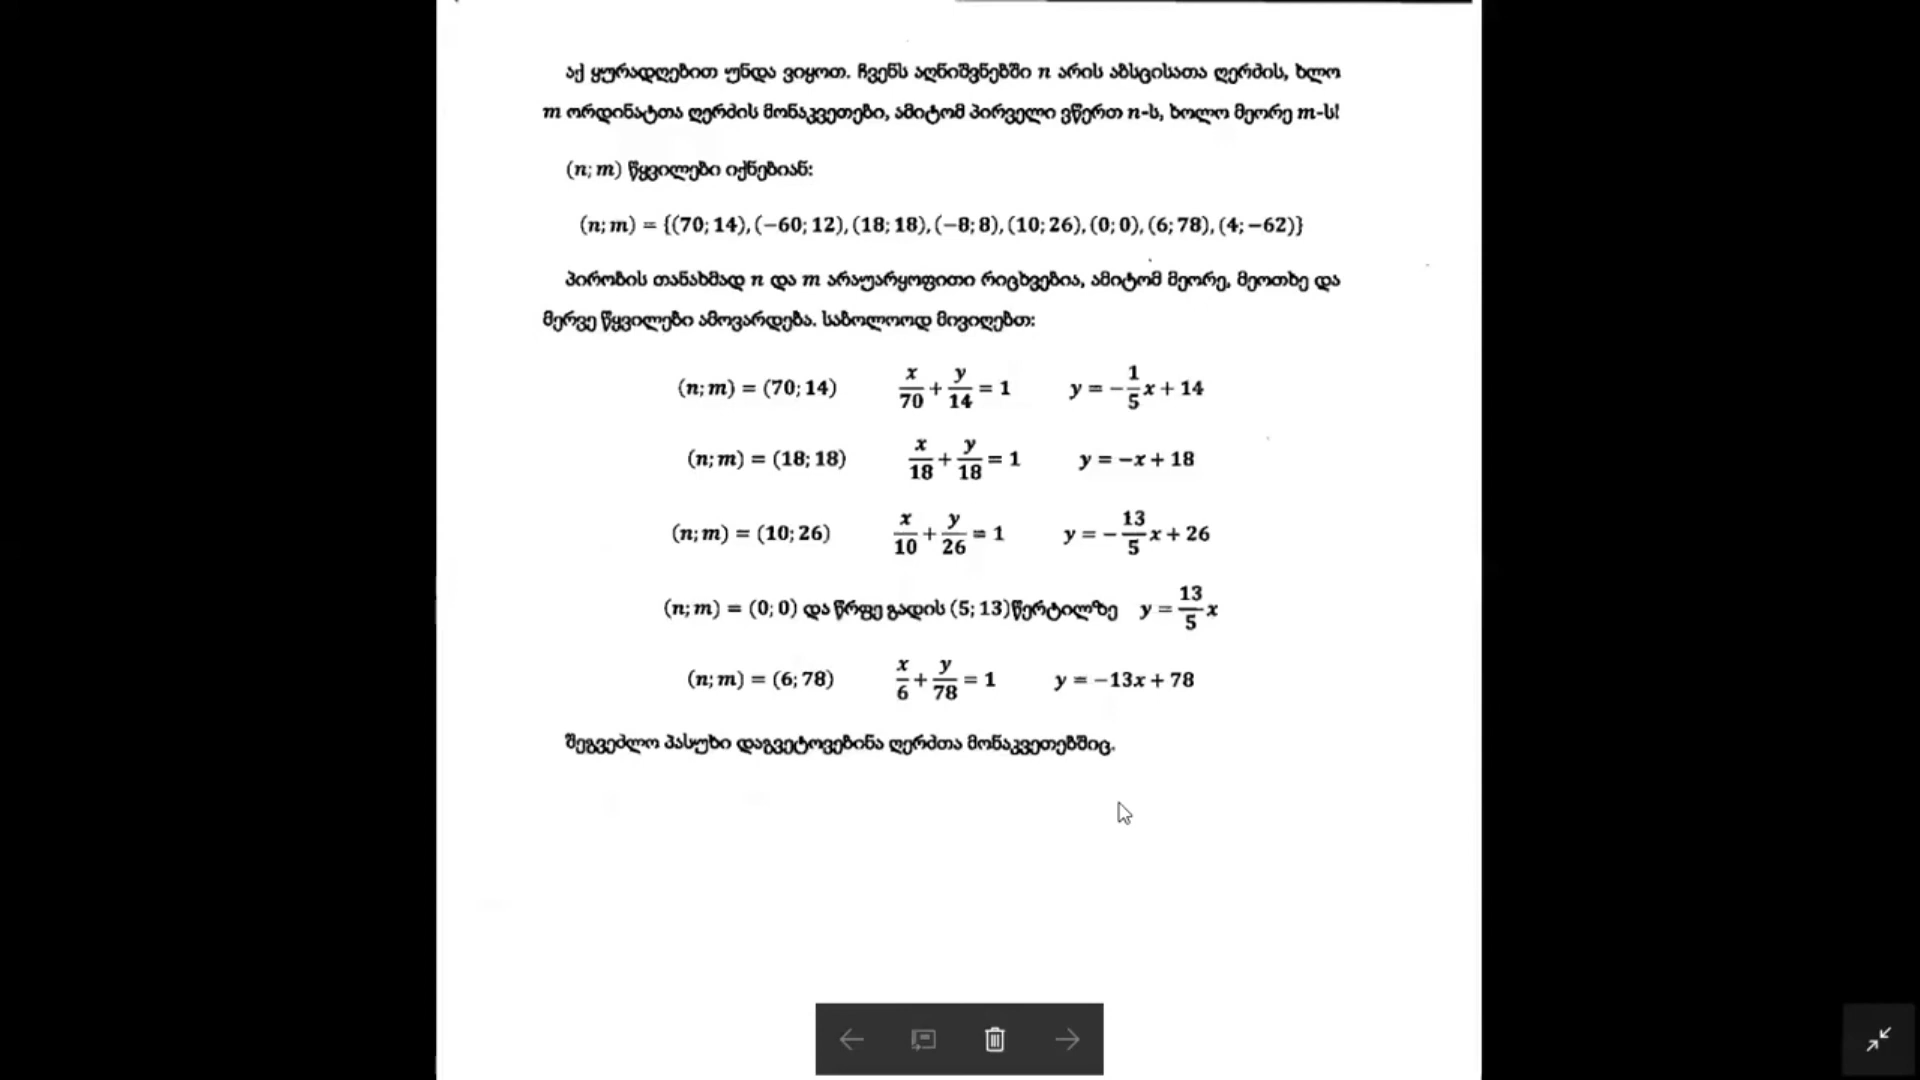 აქ ყურადღებით უნდა ვიყოთ. ჩვენს აღნიშვნებში n არის აბსცისათა ღერძის, ხლო
m ორდინატთა ღერძის მონაკვეთები, ამიტომ პირველი ვწერთ n-ს, ხოლო მეორე m-ს!
(n; m) წყვილები იქნებიან:
(n; m) = {(70; 14), (−60; 12), (18; 18), (−8; 8), (10; 26), (0; 0), (6; 78), (4; −62)}
პირობის თანახმად n და m არაუარყოფითი რიცხვებია, ამიტომ მეორე, მეოთხე და
მერვე წყვილები ამოვარდება. საბოლოოდ მივიღებთ:
(n; m) = (70; 14) x/70 + y/14 = 1 y = −1/5 x + 14
(n; m) = (18; 18) x/18 + y/18 = 1 y = −x + 18
(n; m) = (10; 26) x/10 + y/26 = 1 y = −13/5 x + 26
(n; m) = (0; 0) და წრფე გადის (5; 13)წერტილზე y = 13/5 x
(n; m) = (6; 78) x/6 + y/78 = 1 y = −13x + 78
შეგვეძლო პასუხი დაგვეტოვებინა ღერძთა მონაკვეთებშიც.